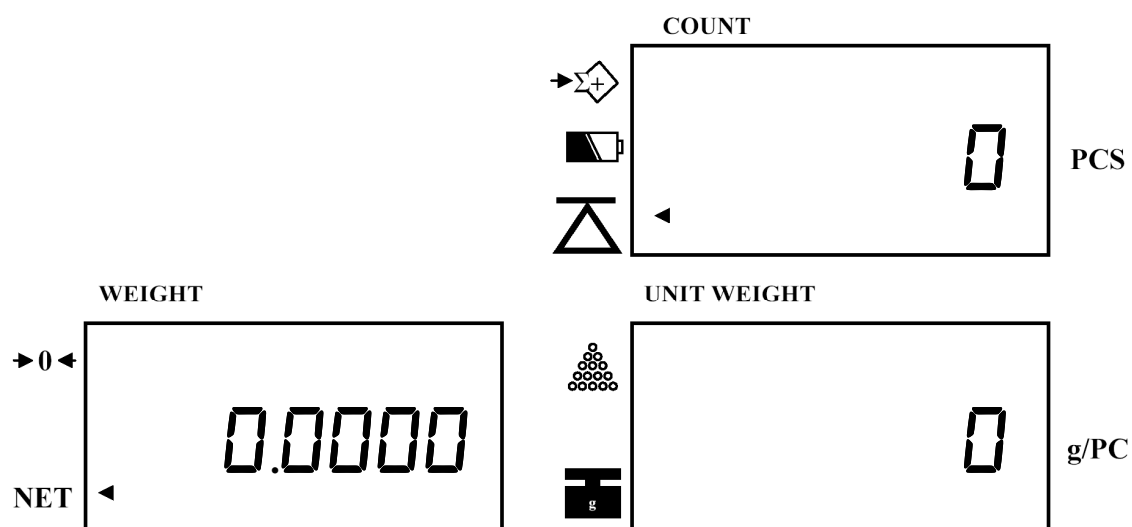 COUNT
0
PCS
WEIGHT
→0←
0.0000
NET
UNIT WEIGHT
0
g/PC
g